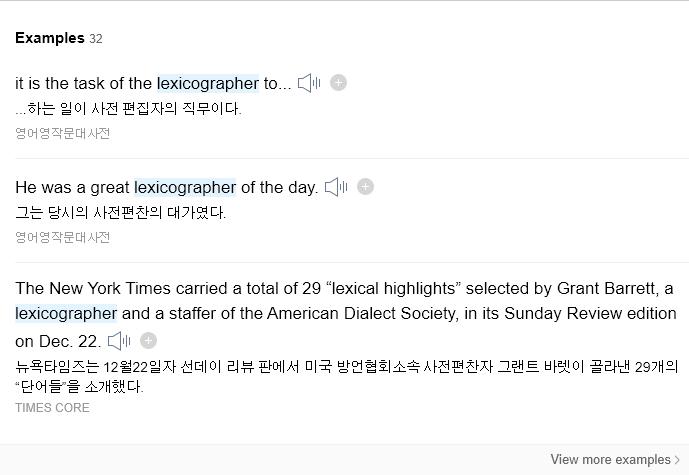 Examples 32
it is the task of the lexicographer to...
...하는 일이 사전 편집자의 직무이다.
영어영작문대사전
He was a great lexicographer of the day.
그는 당시의 사전편찬의 대가였다.
영어영작문대사전
The New York Times carried a total of 29 “lexical highlights” selected by Grant Barrett, a
lexicographer and a staffer of the American Dialect Society, in its Sunday Review edition
on Dec. 22.
뉴욕타임즈는 12월22일자 선데이 리뷰 판에서 미국 방언협회소속 사전편찬자 그랜트 바렛이 골라낸 29개의
“단어들”을 소개했다.
TIMES CORE
View more examples